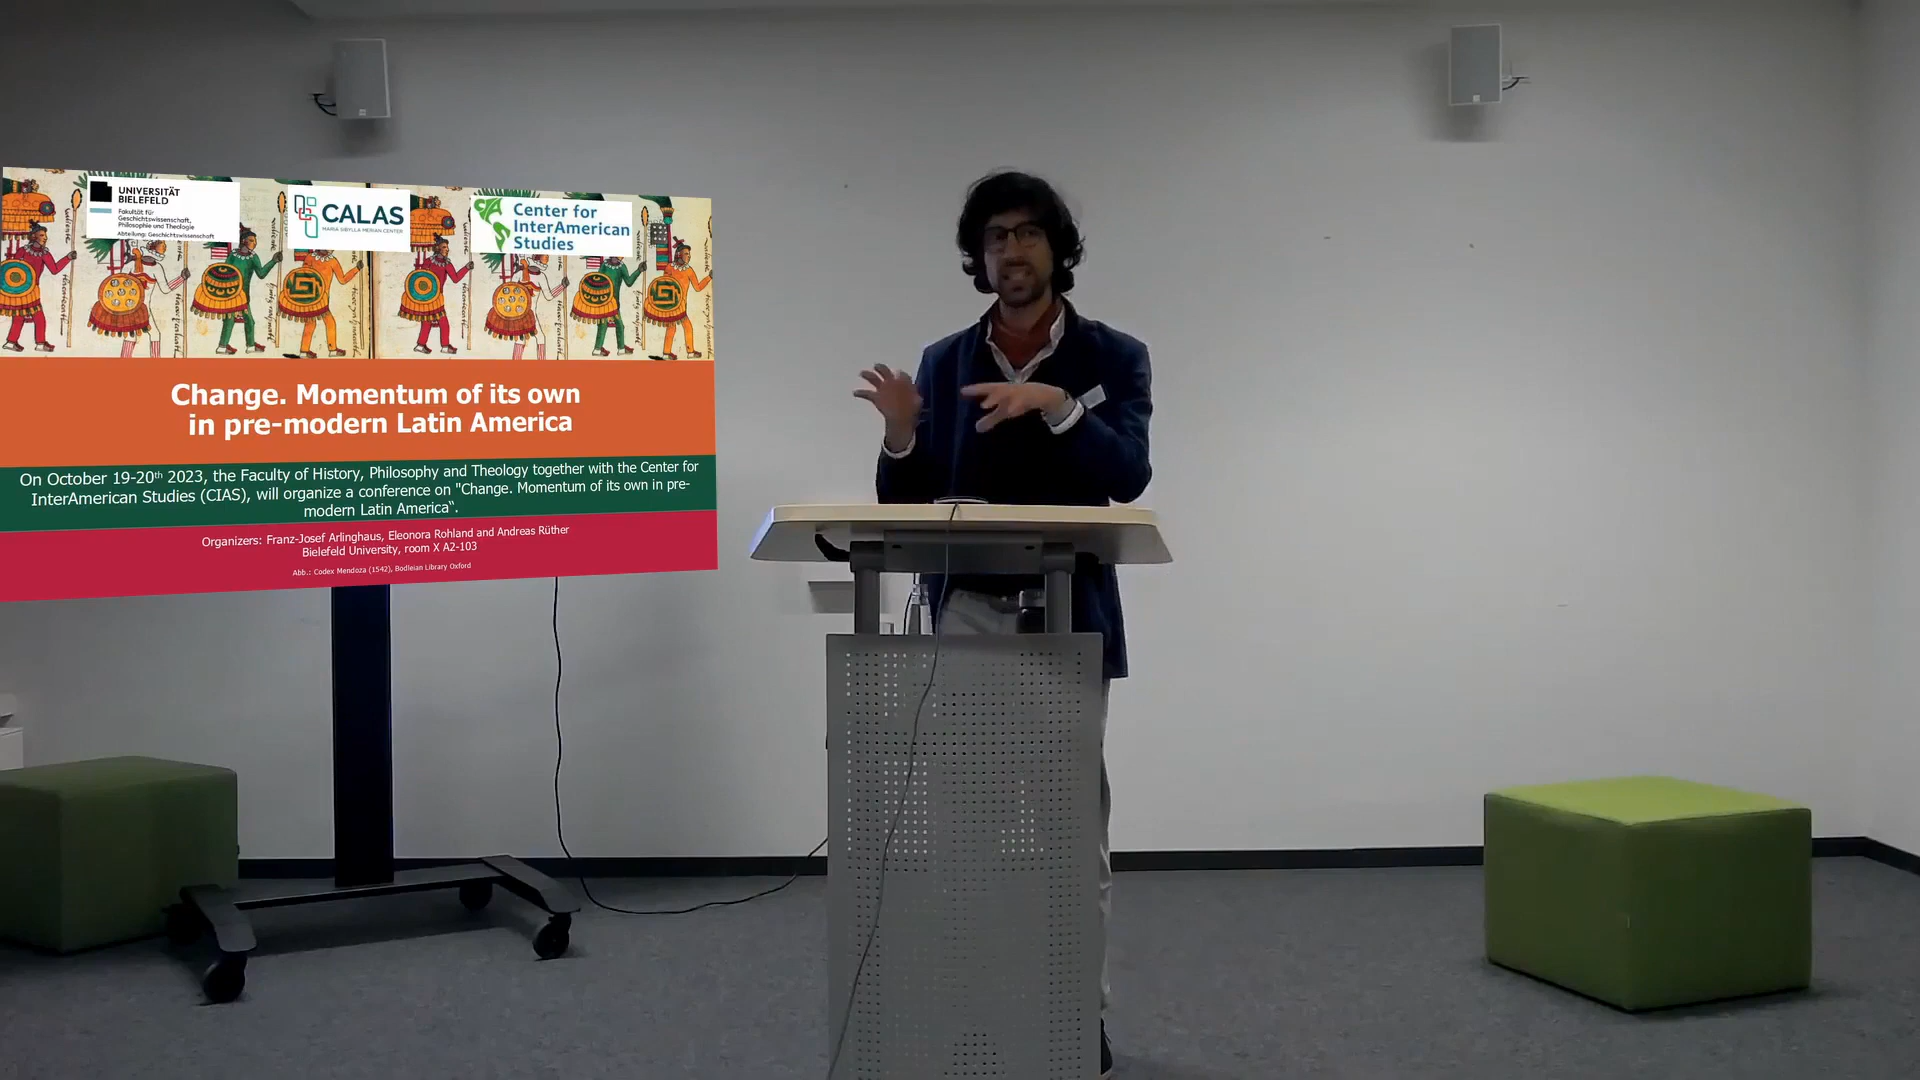 UNIVERSITÄT
BIELEFELD
Fakultät für
Geschichtswissenschaft,
Philosophie und Theologie
Abteilung: Geschichtswissenschaft
CALAS
MARIA SIBYLLA MERIAN CENTER
Center for
InterAmerican
Studies
Change. Momentum of its own
in pre-modern Latin America
On October 19-20th 2023, the Faculty of History, Philosophy and Theology together with the Center for
InterAmerican Studies (CIAS), will organize a conference on "Change. Momentum of its own in pre-
modern Latin America“.
Organizers: Franz-Josef Arlinghaus, Eleonora Rohland and Andreas Rüther
Bielefeld University, room X A2-103
Abb.: Codex Mendoza (1542), Bodleian Library Oxford